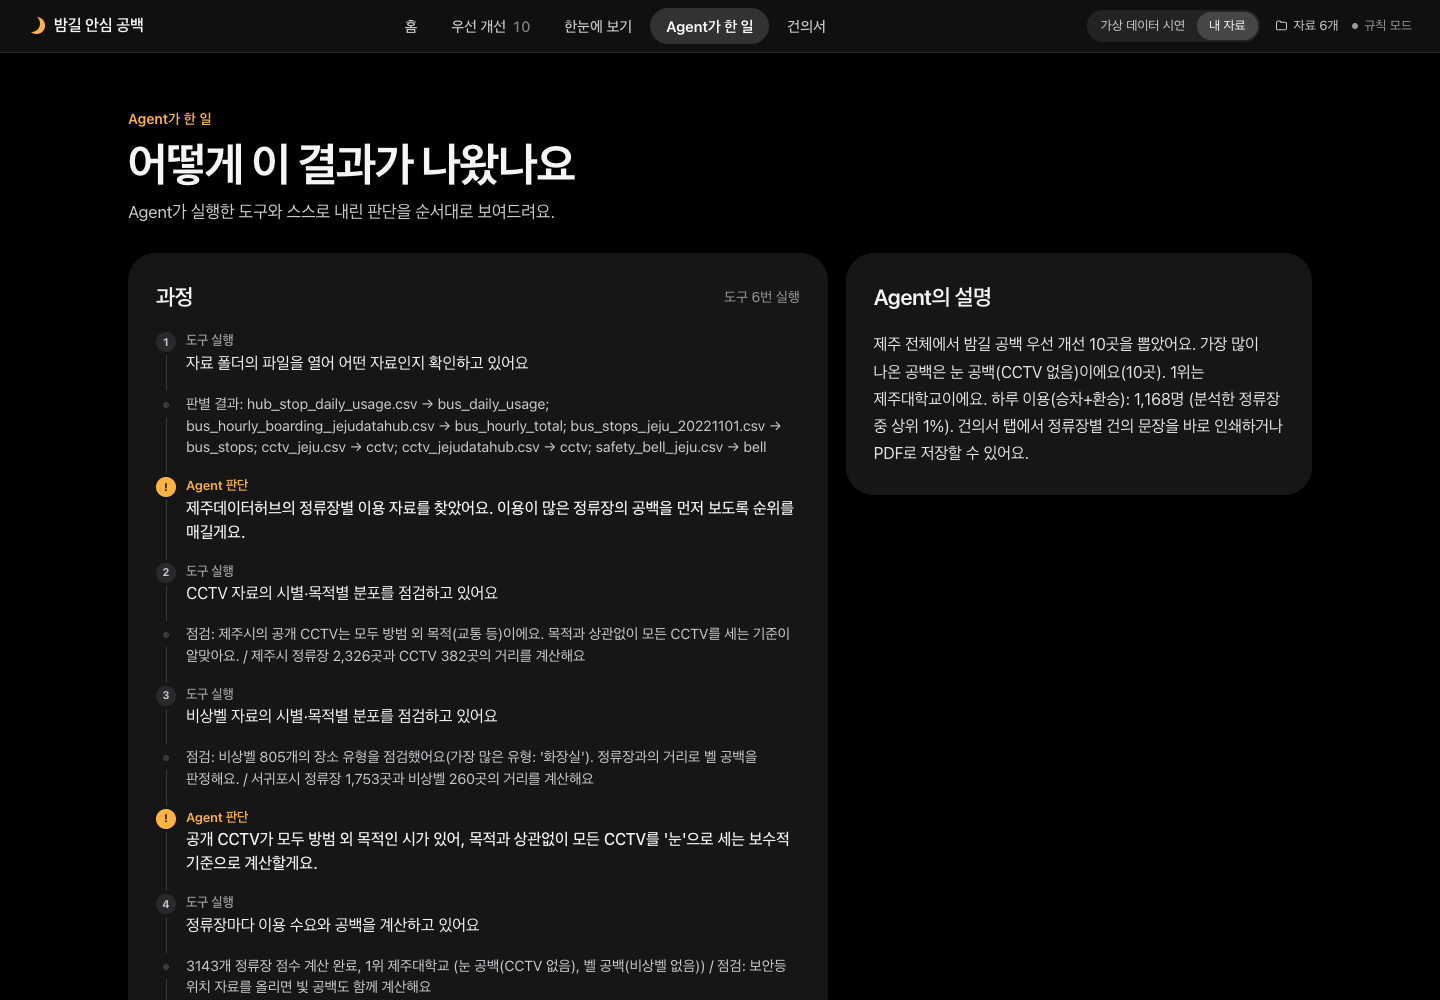 밤길 안심 공백
홈
우선 개선 10
한눈에 보기
Agent가 한 일
건의서
가상 데이터 시연
내 자료
자료 6개
규칙 모드
Agent가 한 일
어떻게 이 결과가 나왔나요
Agent가 실행한 도구와 스스로 내린 판단을 순서대로 보여드려요.
과정
도구 6번 실행
1
도구 실행
자료 폴더의 파일을 열어 어떤 자료인지 확인하고 있어요
판별 결과: hub_stop_daily_usage.csv → bus_daily_usage;
bus_hourly_boarding_jejudatahub.csv → bus_hourly_total; bus_stops_jeju_20221101.csv →
bus_stops; cctv_jeju.csv → cctv; cctv_jejudatahub.csv → cctv; safety_bell_jeju.csv → bell
!
Agent 판단
제주데이터허브의 정류장별 이용 자료를 찾았어요. 이용이 많은 정류장의 공백을 먼저 보도록 순위를
매길게요.
2
도구 실행
CCTV 자료의 시별·목적별 분포를 점검하고 있어요
점검: 제주시의 공개 CCTV는 모두 방범 외 목적(교통 등)이에요. 목적과 상관없이 모든 CCTV를 세는 기준이
알맞아요. / 제주시 정류장 2,326곳과 CCTV 382곳의 거리를 계산해요
3
도구 실행
비상벨 자료의 시별·목적별 분포를 점검하고 있어요
점검: 비상벨 805개의 장소 유형을 점검했어요(가장 많은 유형: '화장실'). 정류장과의 거리로 벨 공백을
판정해요. / 서귀포시 정류장 1,753곳과 비상벨 260곳의 거리를 계산해요
!
Agent 판단
공개 CCTV가 모두 방범 외 목적인 시가 있어, 목적과 상관없이 모든 CCTV를 '눈'으로 세는 보수적
기준으로 계산할게요.
4
도구 실행
정류장마다 이용 수요와 공백을 계산하고 있어요
3143개 정류장 점수 계산 완료, 1위 제주대학교 (눈 공백(CCTV 없음), 벨 공백(비상벨 없음)) / 점검: 보안등
위치 자료를 올리면 빛 공백도 함께 계산해요
Agent의 설명
제주 전체에서 밤길 공백 우선 개선 10곳을 뽑았어요. 가장 많이
나온 공백은 눈 공백(CCTV 없음)이에요(10곳). 1위는
제주대학교이에요. 하루 이용(승차+환승): 1,168명 (분석한 정류장
중 상위 1%). 건의서 탭에서 정류장별 건의 문장을 바로 인쇄하거나
PDF로 저장할 수 있어요.